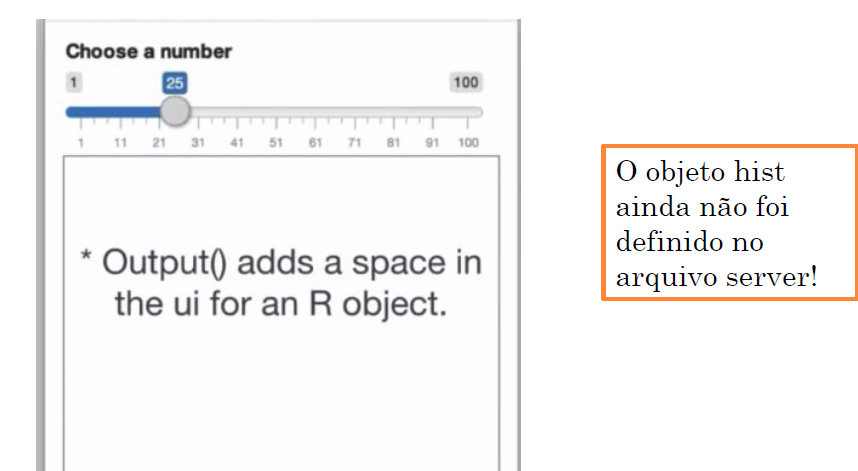 Choose a number
1 25 100
1 11 21 31 41 51 61 71 81 91 100
* Output() adds a space in
the ui for an R object.
O objeto hist
ainda não foi
definido no
arquivo server!